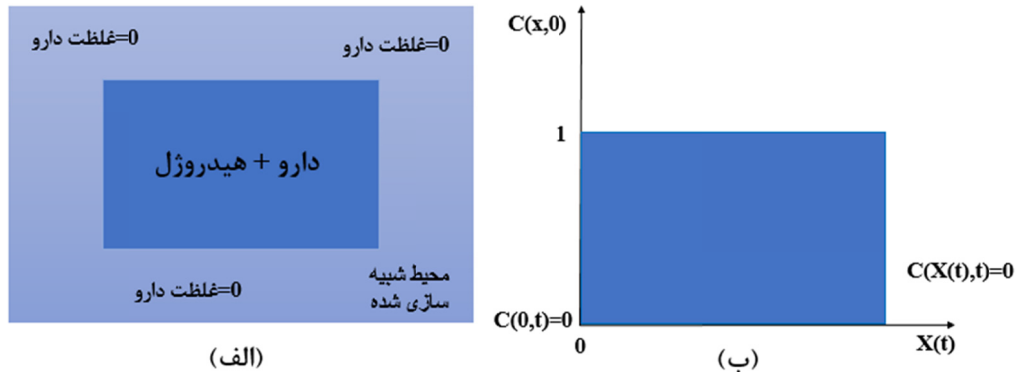 غلظت دارو=0
غلظت دارو=0
دارو + هیدروژل
غلظت دارو=0
محیط شبیه
سازی شده
(الف)
C(x,0)
1
C(X(t),t)=0
C(0,t)=0
0
X(t)
(ب)